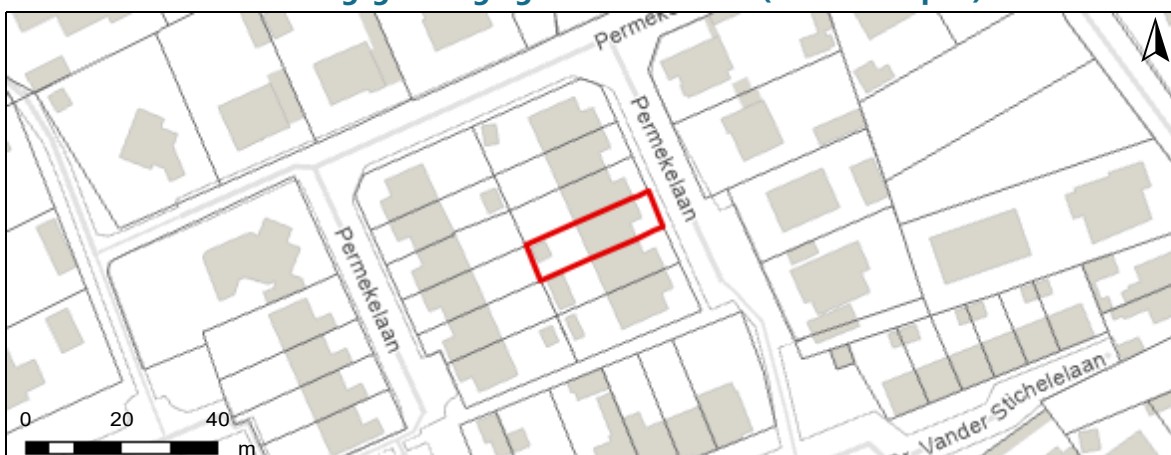 Permeke
Permekelaan
Permekelaan
Vander Stichelelaan
0 20 40
m